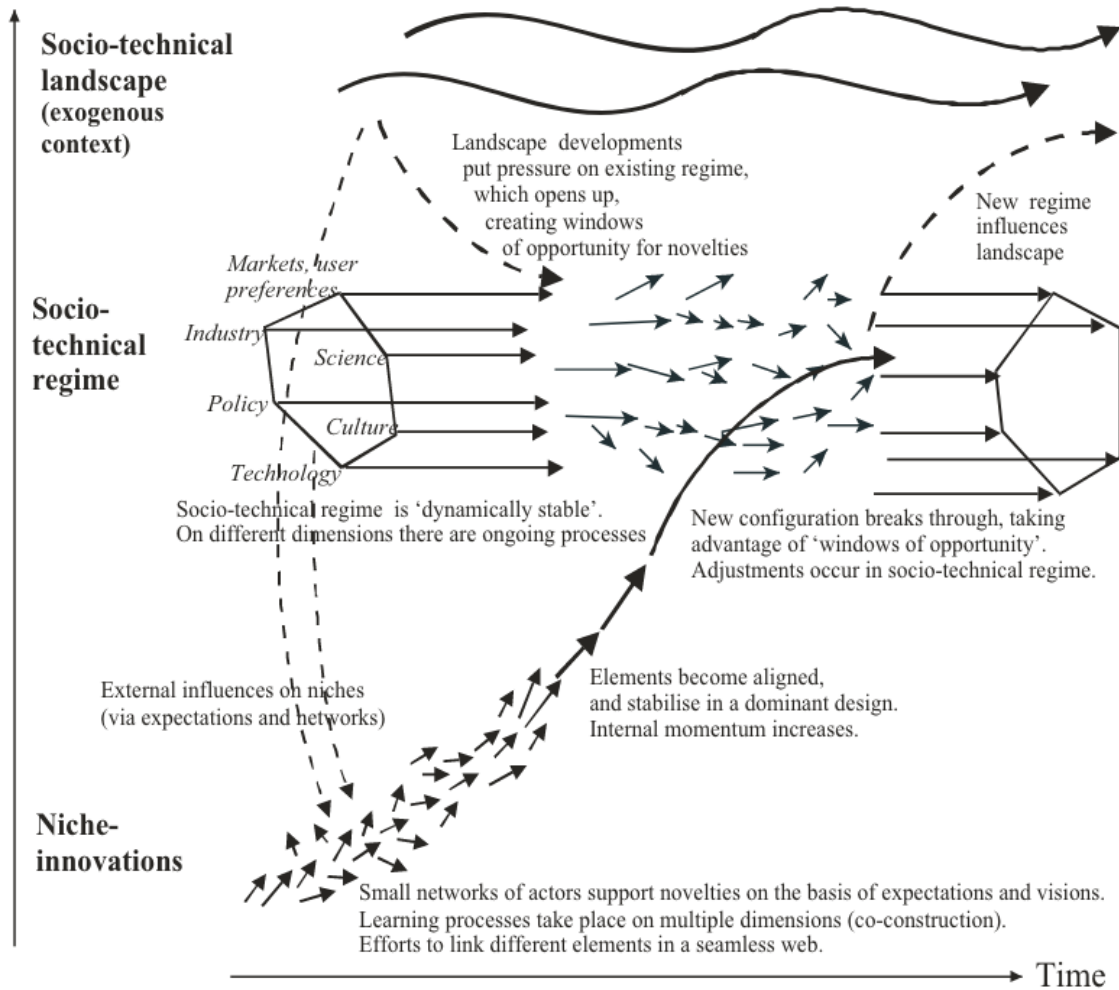 Socio-technical
landscape
(exogenous
context)
Landscape developments
put pressure on existing regime,
which opens up,
creating windows
of opportunity for novelties
New regime
influences
landscape
Socio-
technical
regime
Markets, user
preferences
Industry
Science
Policy
Culture
Technology
Socio-technical regime is ‘dynamically stable’.
On different dimensions there are ongoing processes
New configuration breaks through, taking
advantage of ‘windows of opportunity’.
Adjustments occur in socio-technical regime.
External influences on niches
(via expectations and networks)
Elements become aligned,
and stabilise in a dominant design.
Internal momentum increases.
Niche-
innovations
Small networks of actors support novelties on the basis of expectations and visions.
Learning processes take place on multiple dimensions (co-construction).
Efforts to link different elements in a seamless web.
Time